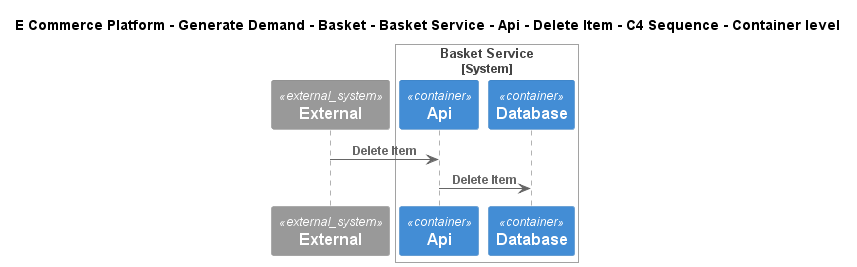 E Commerce Platform - Generate Demand - Basket - Basket Service - Api - Delete Item - C4 Sequence - Container level
Basket Service
[System]
«external_system» «container» «container»
External Api Database
Delete Item
Delete Item
«external_system» «container» «container»
External Api Database